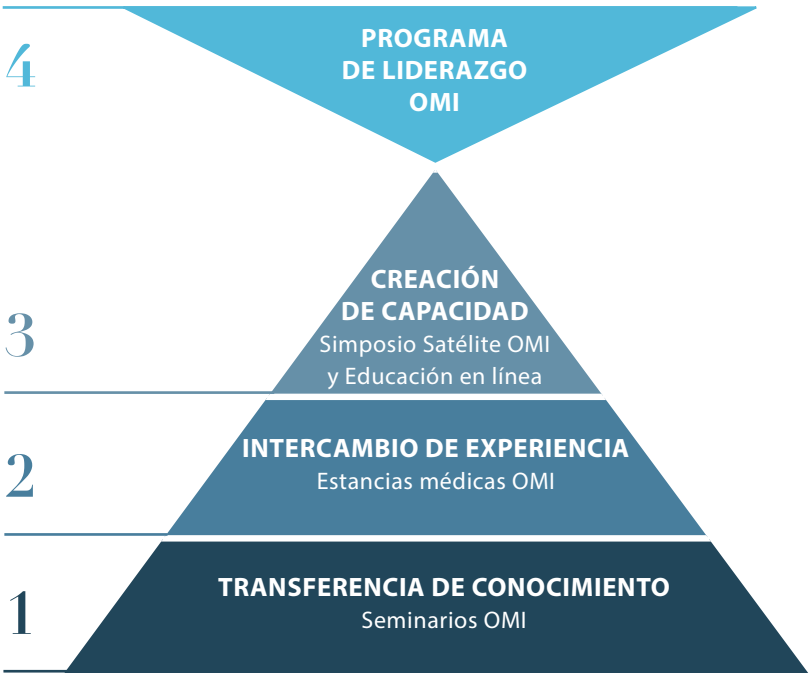 4
PROGRAMA
DE LIDERAZGO
OMI
3
CREACIÓN
DE CAPACIDAD
Simposio Satélite OMI
y Educación en línea
2
INTERCAMBIO DE EXPERIENCIA
Estancias médicas OMI
1
TRANSFERENCIA DE CONOCIMIENTO
Seminarios OMI